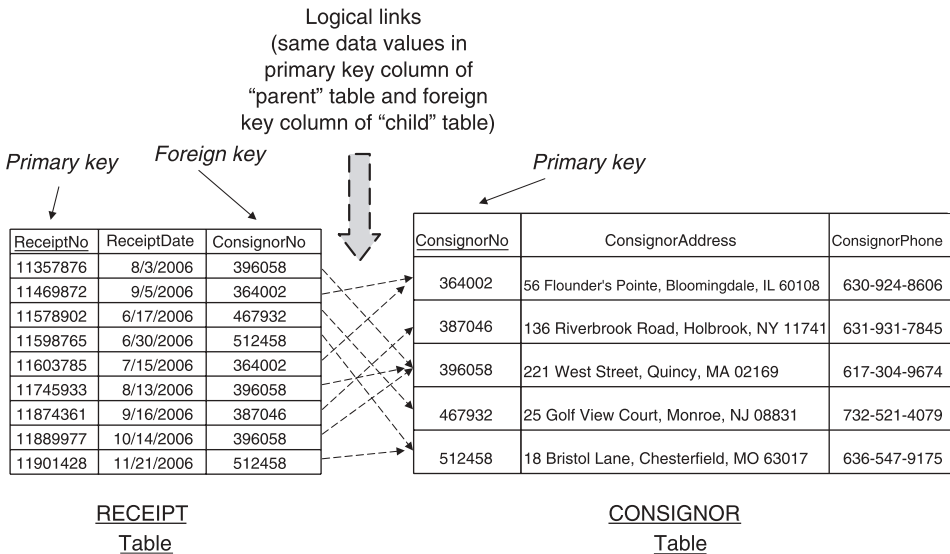 Logical links
(same data values in
primary key column of
“parent” table and foreign
key column of “child” table)
Primary key
Foreign key
Primary key
ReceiptNo ReceiptDate ConsignorNo
11357876 8/3/2006 396058
11469872 9/5/2006 364002
11578902 6/17/2006 467932
11598765 6/30/2006 512458
11603785 7/15/2006 364002
11745933 8/13/2006 396058
11874361 9/16/2006 387046
11889977 10/14/2006 396058
11901428 11/21/2006 512458
RECEIPT
Table
ConsignorNo ConsignorAddress ConsignorPhone
364002 56 Flounder's Pointe, Bloomingdale, IL 60108 630-924-8606
387046 136 Riverbrook Road, Holbrook, NY 11741 631-931-7845
396058 221 West Street, Quincy, MA 02169 617-304-9674
467932 25 Golf View Court, Monroe, NJ 08831 732-521-4079
512458 18 Bristol Lane, Chesterfield, MO 63017 636-547-9175
CONSIGNOR
Table